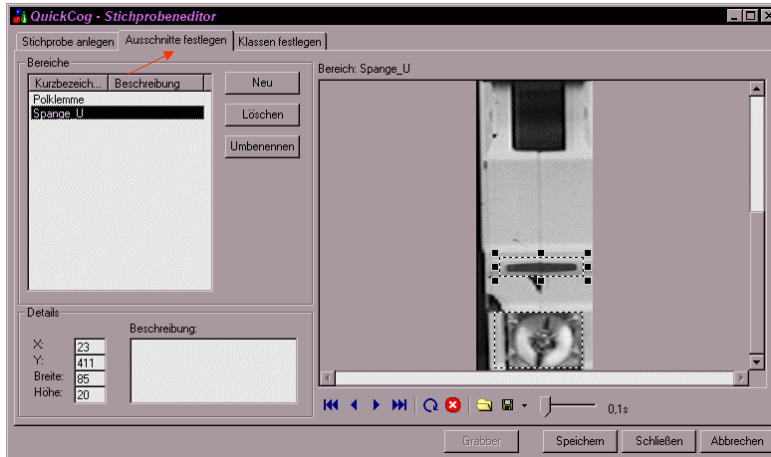 QuickCog - Stichprobeneditor
Stichprobe anlegen Ausschnitte festlegen Klassen festlegen
Bereiche
Kurzbezeich... Beschreibung
Polklemme
Spange_U
Neu
Löschen
Umbenennen
Bereich: Spange_U
Details
X: 23
Y: 411
Breite: 85
Höhe: 20
Beschreibung:
0,1s
Grabber Speichern Schließen Abbrechen